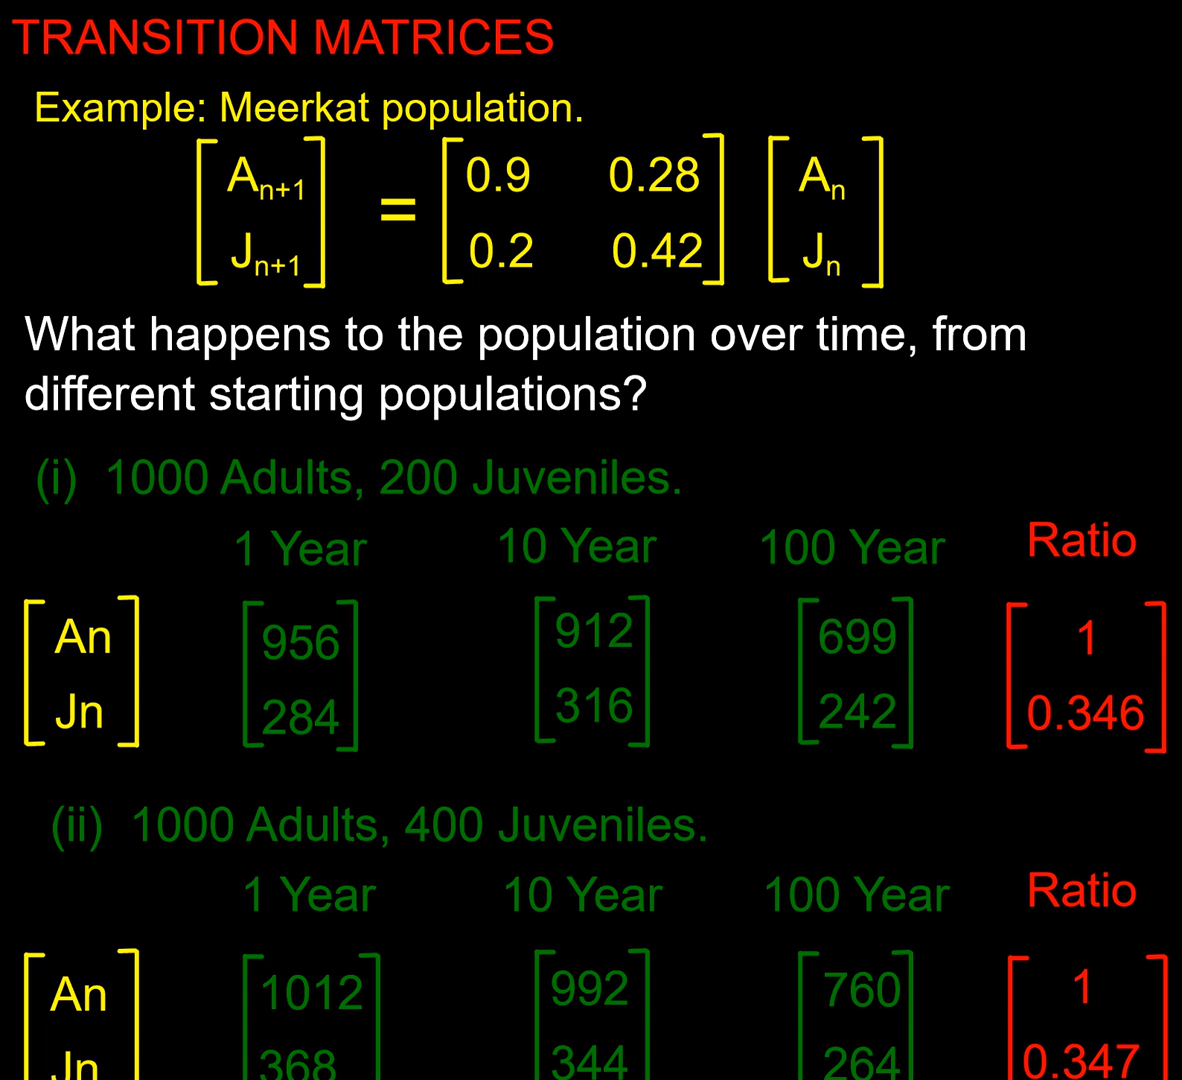 TRANSITION MATRICES
Example: Meerkat population.
An+1 = 0.9 0.28 An
Jn+1 0.2 0.42 Jn
What happens to the population over time, from
different starting populations?
(i) 1000 Adults, 200 Juveniles.
1 Year 10 Year 100 Year Ratio
An 956 912 699 1
Jn 284 316 242 0.346
(ii) 1000 Adults, 400 Juveniles.
1 Year 10 Year 100 Year Ratio
An 1012 992 760 1
Jn 368 344 264 0.347